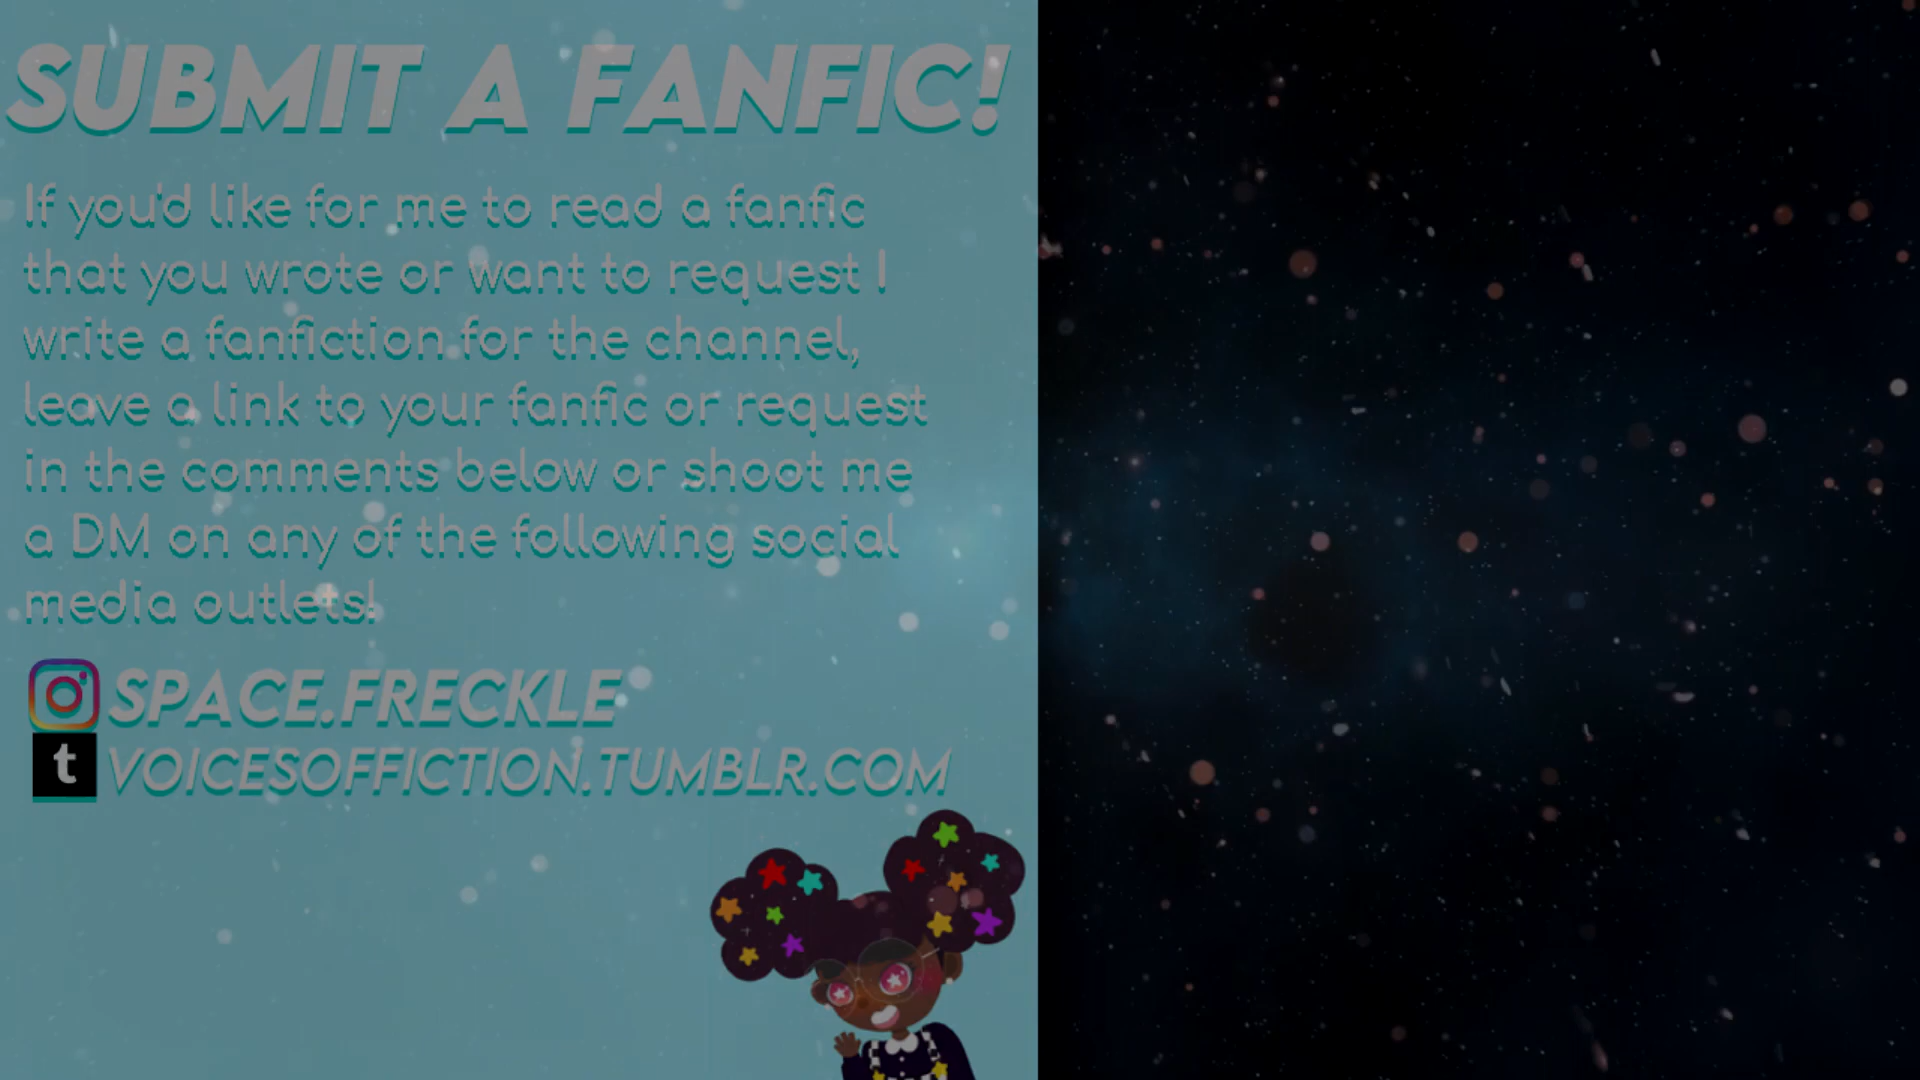 SUBMIT A FANFIC!
If you'd like for me to read a fanfic
that you wrote or want to request I
write a fanfiction for the channel,
leave a link to your fanfic or request
in the comments below or shoot me
a DM on any of the following social
media outlets!
SPACE.FRECKLE
t VOICESOFFICTION.TUMBLR.COM